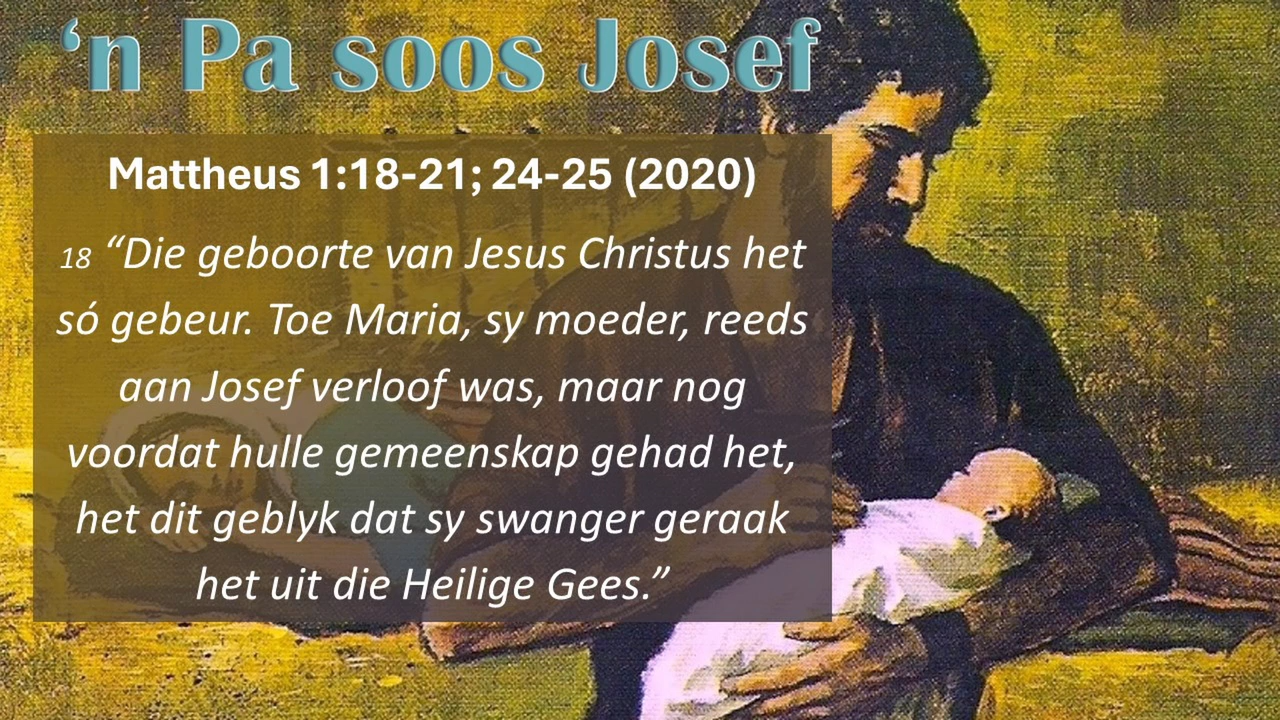 ‘n Pa soos Josef
Mattheus 1:18-21; 24-25 (2020)
18 “Die geboorte van Jesus Christus het
só gebeur. Toe Maria, sy moeder, reeds
aan Josef verloof was, maar nog
voordat hulle gemeenskap gehad het,
het dit geblyk dat sy swanger geraak
het uit die Heilige Gees.”